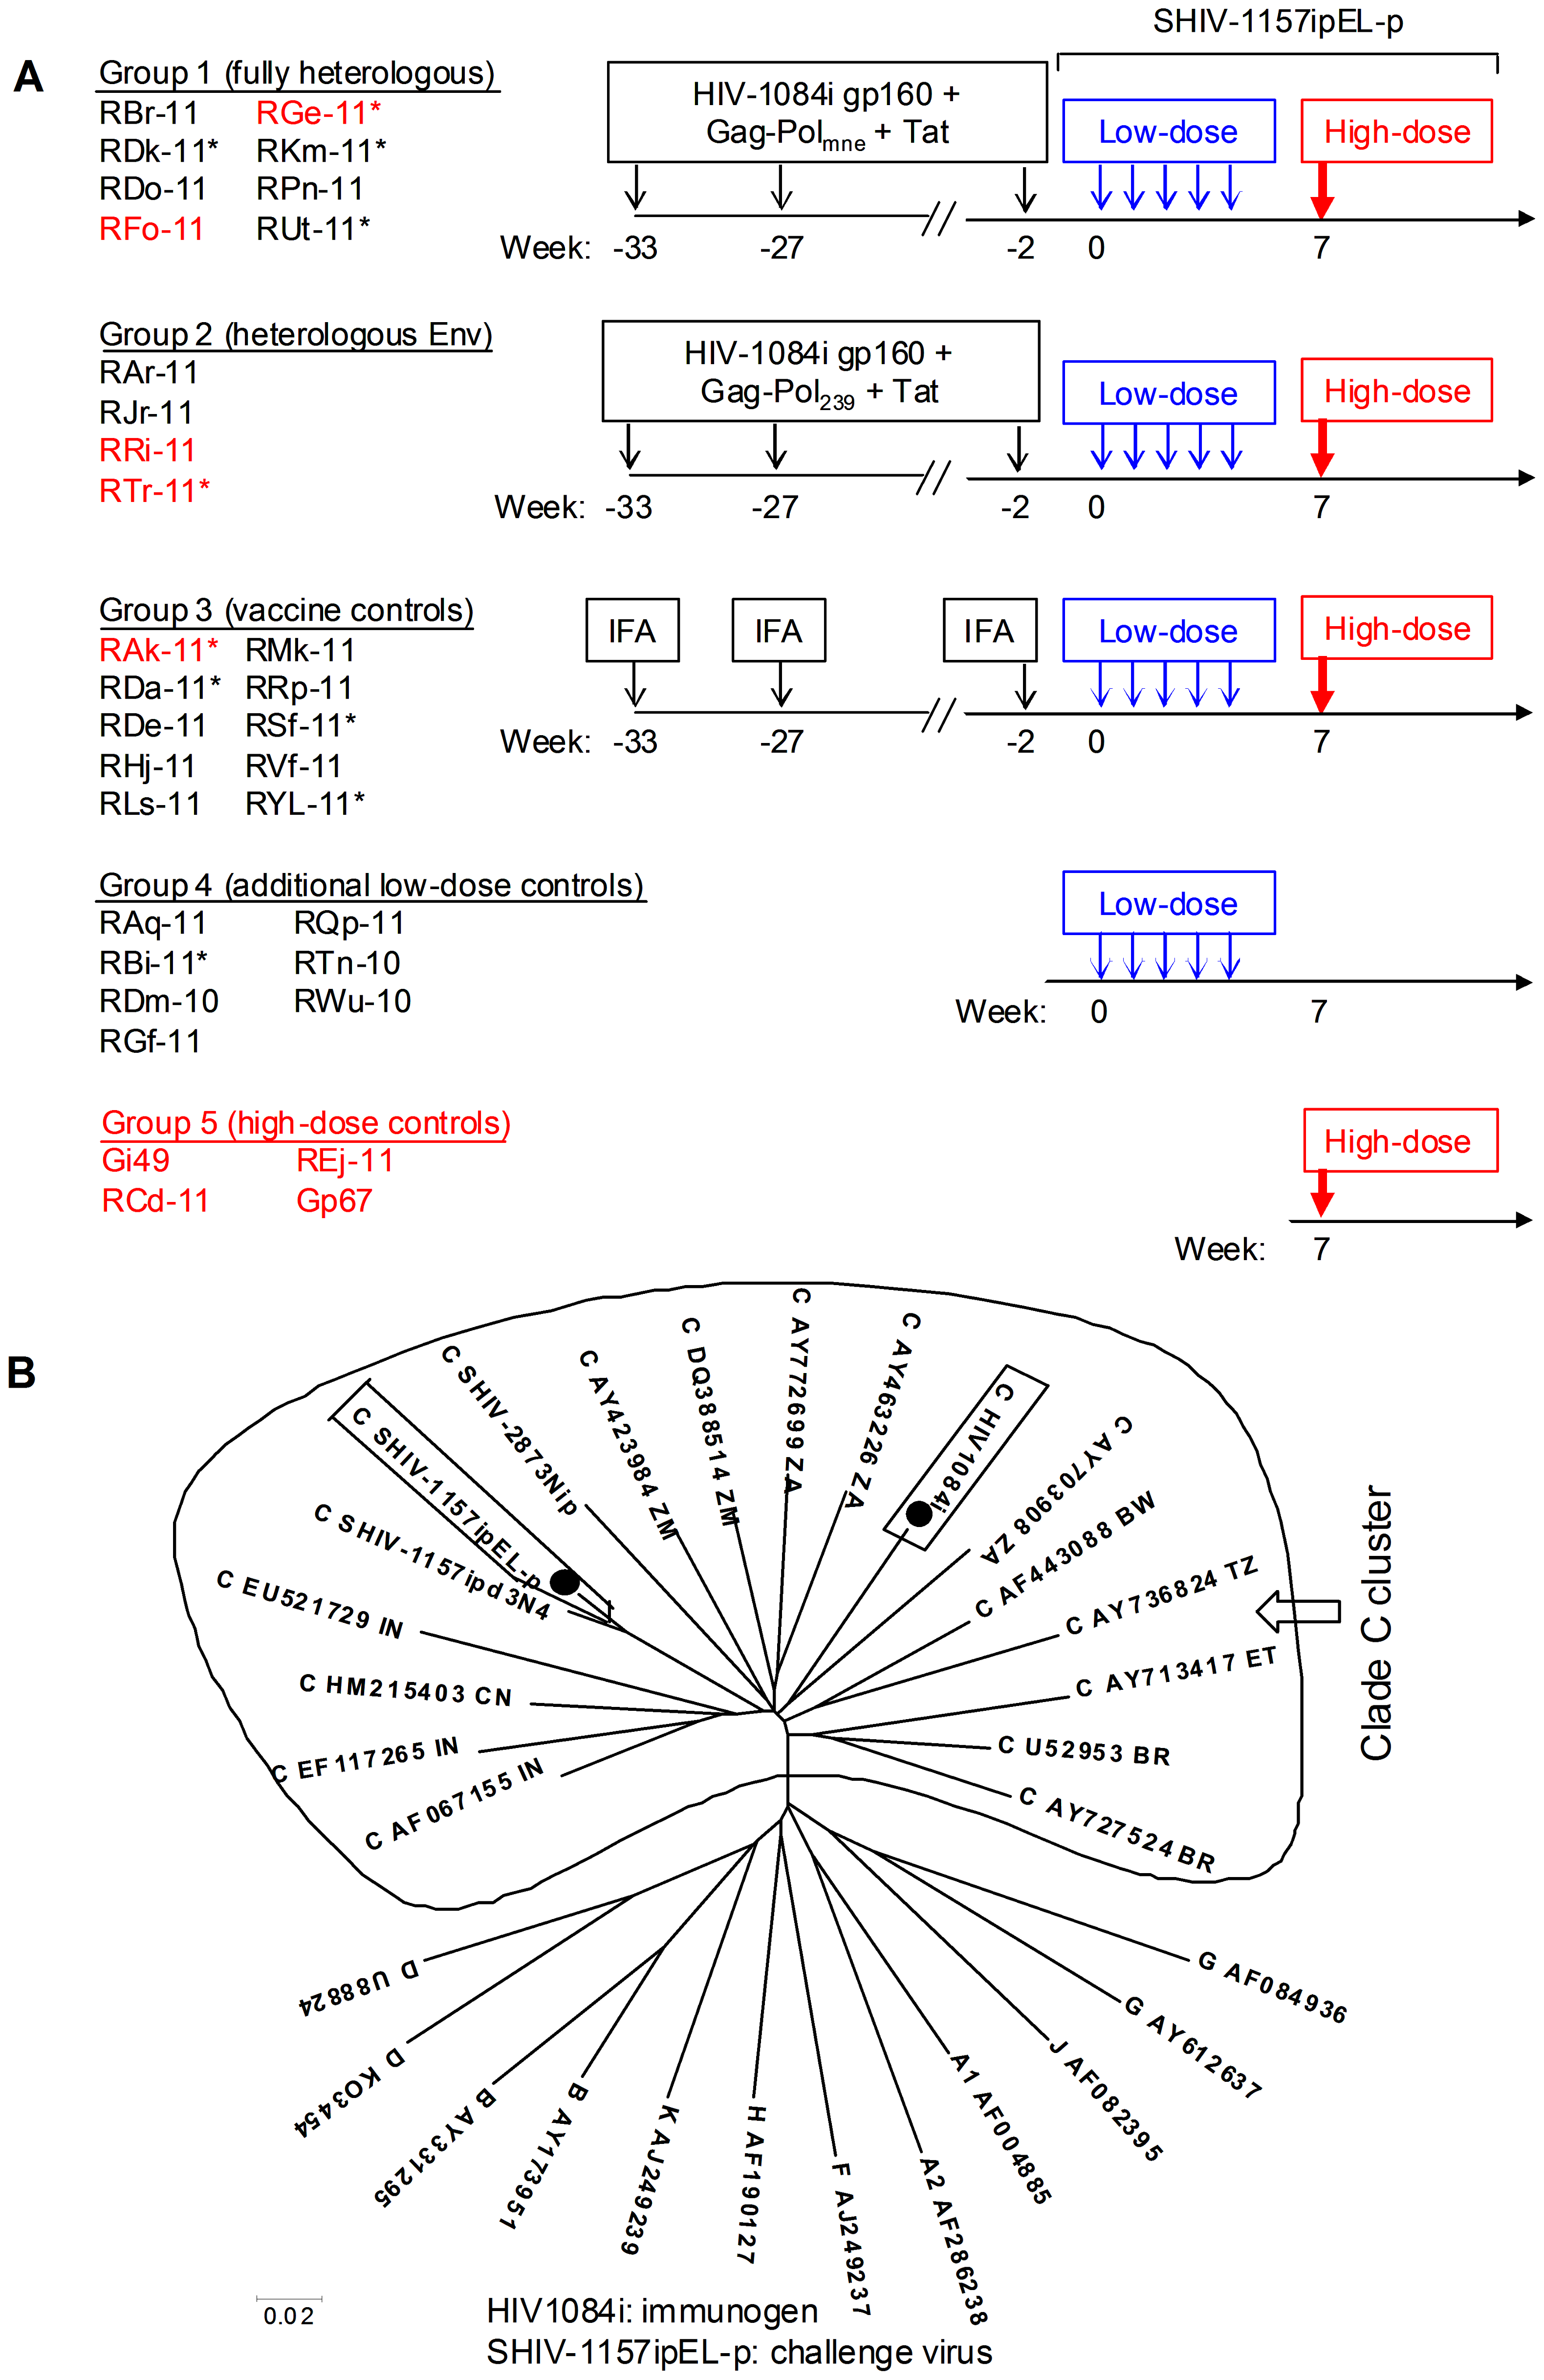 SHIV-1157ipEL-p
A
Group 1 (fully heterologous)
RBr-11 RGe-11*
RDk-11* RKm-11*
RDo-11 RPn-11
RFo-11 RUt-11*
HIV-1084i gp160 +
Gag-Polmne + Tat
Low-dose
High-dose
Week: -33 -27 -2 0 7
Group 2 (heterologous Env)
RAr-11
RJr-11
RRi-11
RTr-11*
HIV-1084i gp160 +
Gag-Pol239 + Tat
Low-dose
High-dose
Week: -33 -27 -2 0 7
Group 3 (vaccine controls)
RAk-11* RMk-11
RDa-11* RRp-11
RDe-11 RSf-11*
RHj-11 RVf-11
RLs-11 RYL-11*
IFA IFA IFA
Low-dose
High-dose
Week: -33 -27 -2 0 7
Group 4 (additional low-dose controls)
RAq-11 RQp-11
RBi-11* RTn-10
RDm-10 RWu-10
RGf-11
Low-dose
Week: 0 7
Group 5 (high-dose controls)
Gi49 REj-11
RCd-11 Gp67
High-dose
Week: 7
B
C AF067155 IN
C EF117265 IN
C HM215403 CN
C EU521729 IN
C SHIV-1157ipd3N4
C SHIV-1157ipEL-p
C SHIV-2873Nip
C AY423984 ZM
C DQ388514 ZM
C AY772699 ZA
C AY463226 ZA
C HIV1084i
C AY703908 ZA
C AF443088 BW
C AY736824 TZ
C AY713417 ET
C U52953 BR
C AY727524 BR
Clade C cluster
G AF084936
G AY612637
J AF082395
A1 AF004885
A2 AF286238
F AJ249237
H AF190127
K AJ249239
B AY173951
B AY331295
D KO3454
D U88824
0.02
HIV1084i: immunogen
SHIV-1157ipEL-p: challenge virus